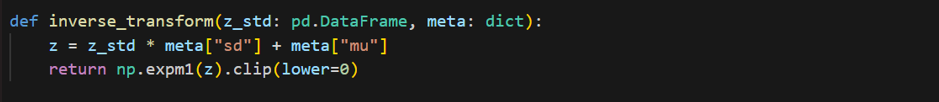 def inverse_transform(z_std: pd.DataFrame, meta: dict):
    z = z_std * meta["sd"] + meta["mu"]
    return np.expm1(z).clip(lower=0)